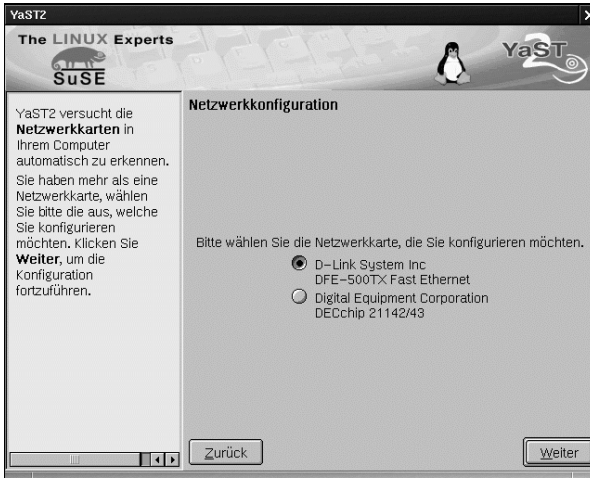 YaST2
The LINUX Experts
SuSE
YaST
2
YaST2 versucht die
Netzwerkkarten in
Ihrem Computer
automatisch zu erkennen.
Sie haben mehr als eine
Netzwerkkarte, wählen
Sie bitte die aus, welche
Sie konfigurieren
möchten. Klicken Sie
Weiter, um die
Konfiguration
fortzuführen.
Netzwerkkonfiguration
Bitte wählen Sie die Netzwerkkarte, die Sie konfigurieren möchten.
D-Link System Inc
DFE-500TX Fast Ethernet
Digital Equipment Corporation
DECchip 21142/43
Zurück
Weiter